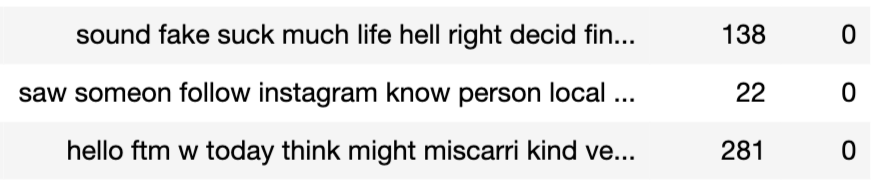 sound fake suck much life hell right decid fin... 138 0
saw someon follow instagram know person local ... 22 0
hello ftm w today think might miscarri kind ve... 281 0